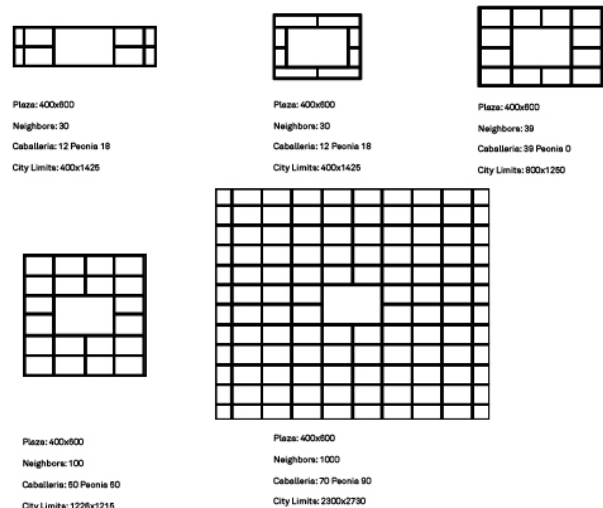 Plaza: 400x600
Neighbors: 30
Caballeria: 12 Peonia 18
City Limits: 400x1425
Plaza: 400x600
Neighbors: 30
Caballeria: 12 Peonia 18
City Limits: 400x1425
Plaza: 400x600
Neighbors: 39
Caballeria: 39 Peonia 0
City Limits: 800x1250
Plaza: 400x600
Neighbors: 100
Caballeria: 50 Peonia 50
City Limits: 1226x1215
Plaza: 400x600
Neighbors: 1000
Caballeria: 70 Peonia 90
City Limits: 2300x2730